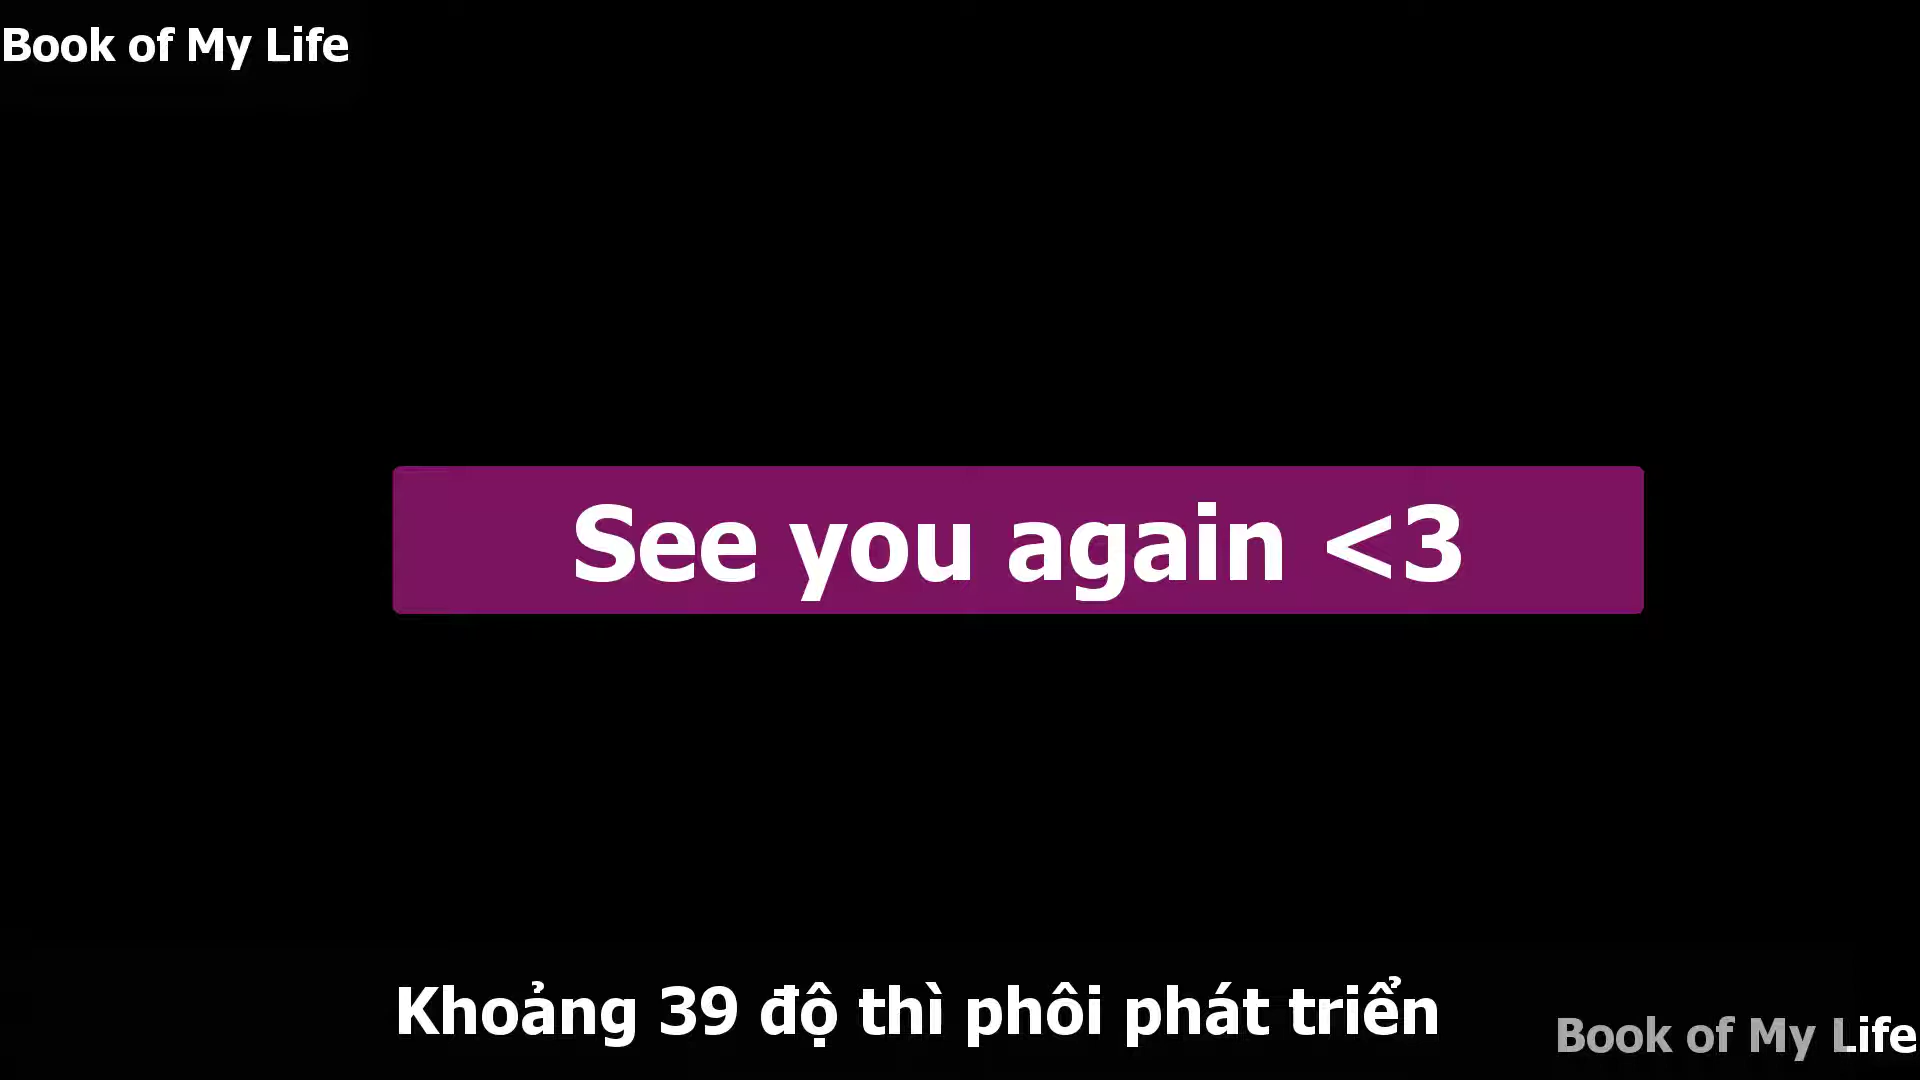 Book of My Life
See you again <3
Khoảng 39 độ thì phôi phát triển
Book of My Life